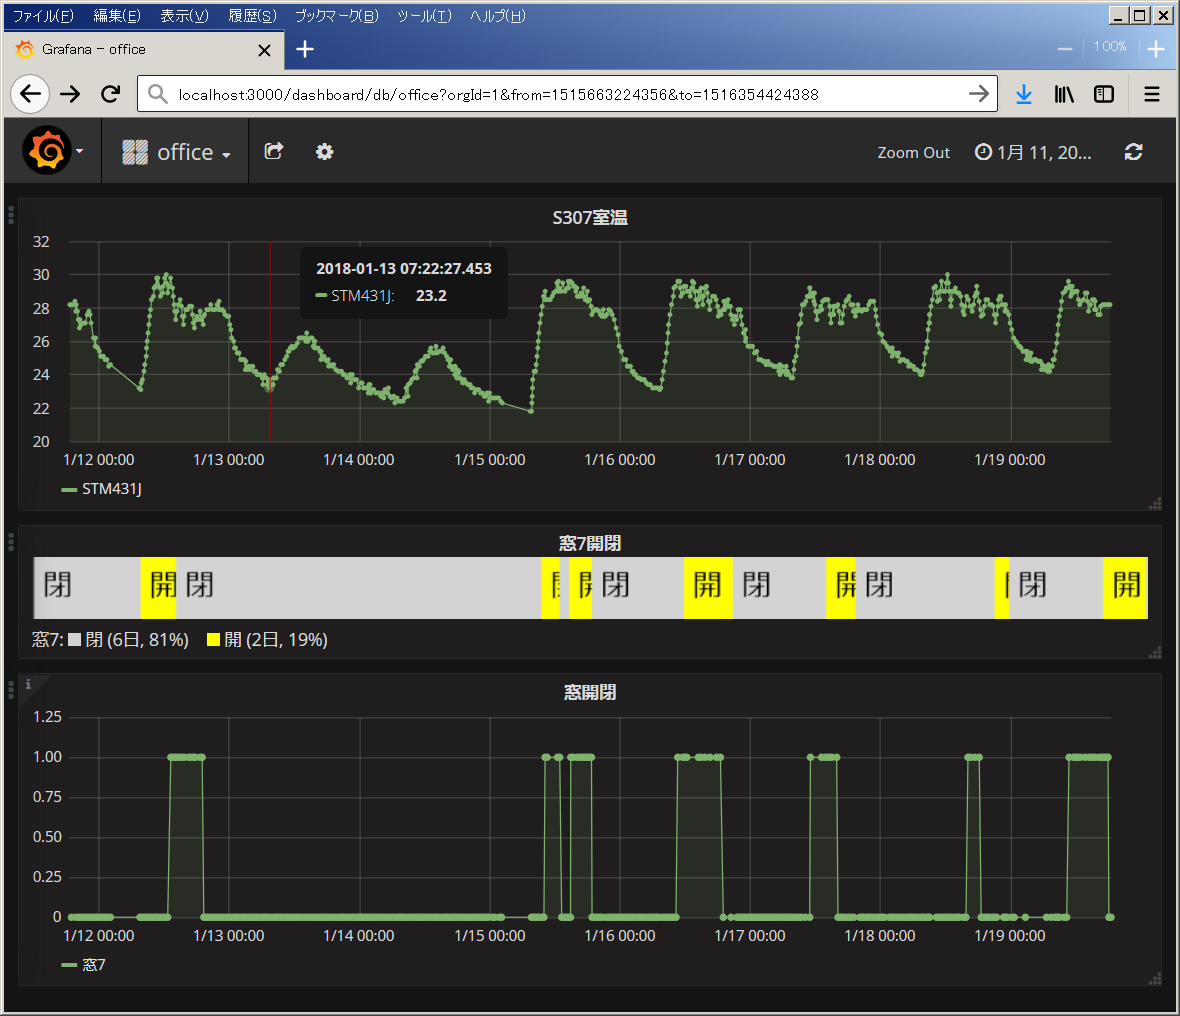 ファイル(F) 編集(E) 表示(V) 履歴(S) ブックマーク(B) ツール(T) ヘルプ(H)
Grafana - office
100%
localhost:3000/dashboard/db/office?orgId=1&from=1515663224356&to=1516354424388
office
Zoom Out 1月 11, 20...
S307室温
32
30
28
26
24
22
20
2018-01-13 07:22:27.453
STM431J: 23.2
1/12 00:00 1/13 00:00 1/14 00:00 1/15 00:00 1/16 00:00 1/17 00:00 1/18 00:00 1/19 00:00
STM431J
窓7開閉
閉 開 閉 開 閉 開 閉 開 閉 閉 開
窓7: 閉 (6日, 81%) 開 (2日, 19%)
i
窓開閉
1.25
1.00
0.75
0.50
0.25
0
1/12 00:00 1/13 00:00 1/14 00:00 1/15 00:00 1/16 00:00 1/17 00:00 1/18 00:00 1/19 00:00
窓7